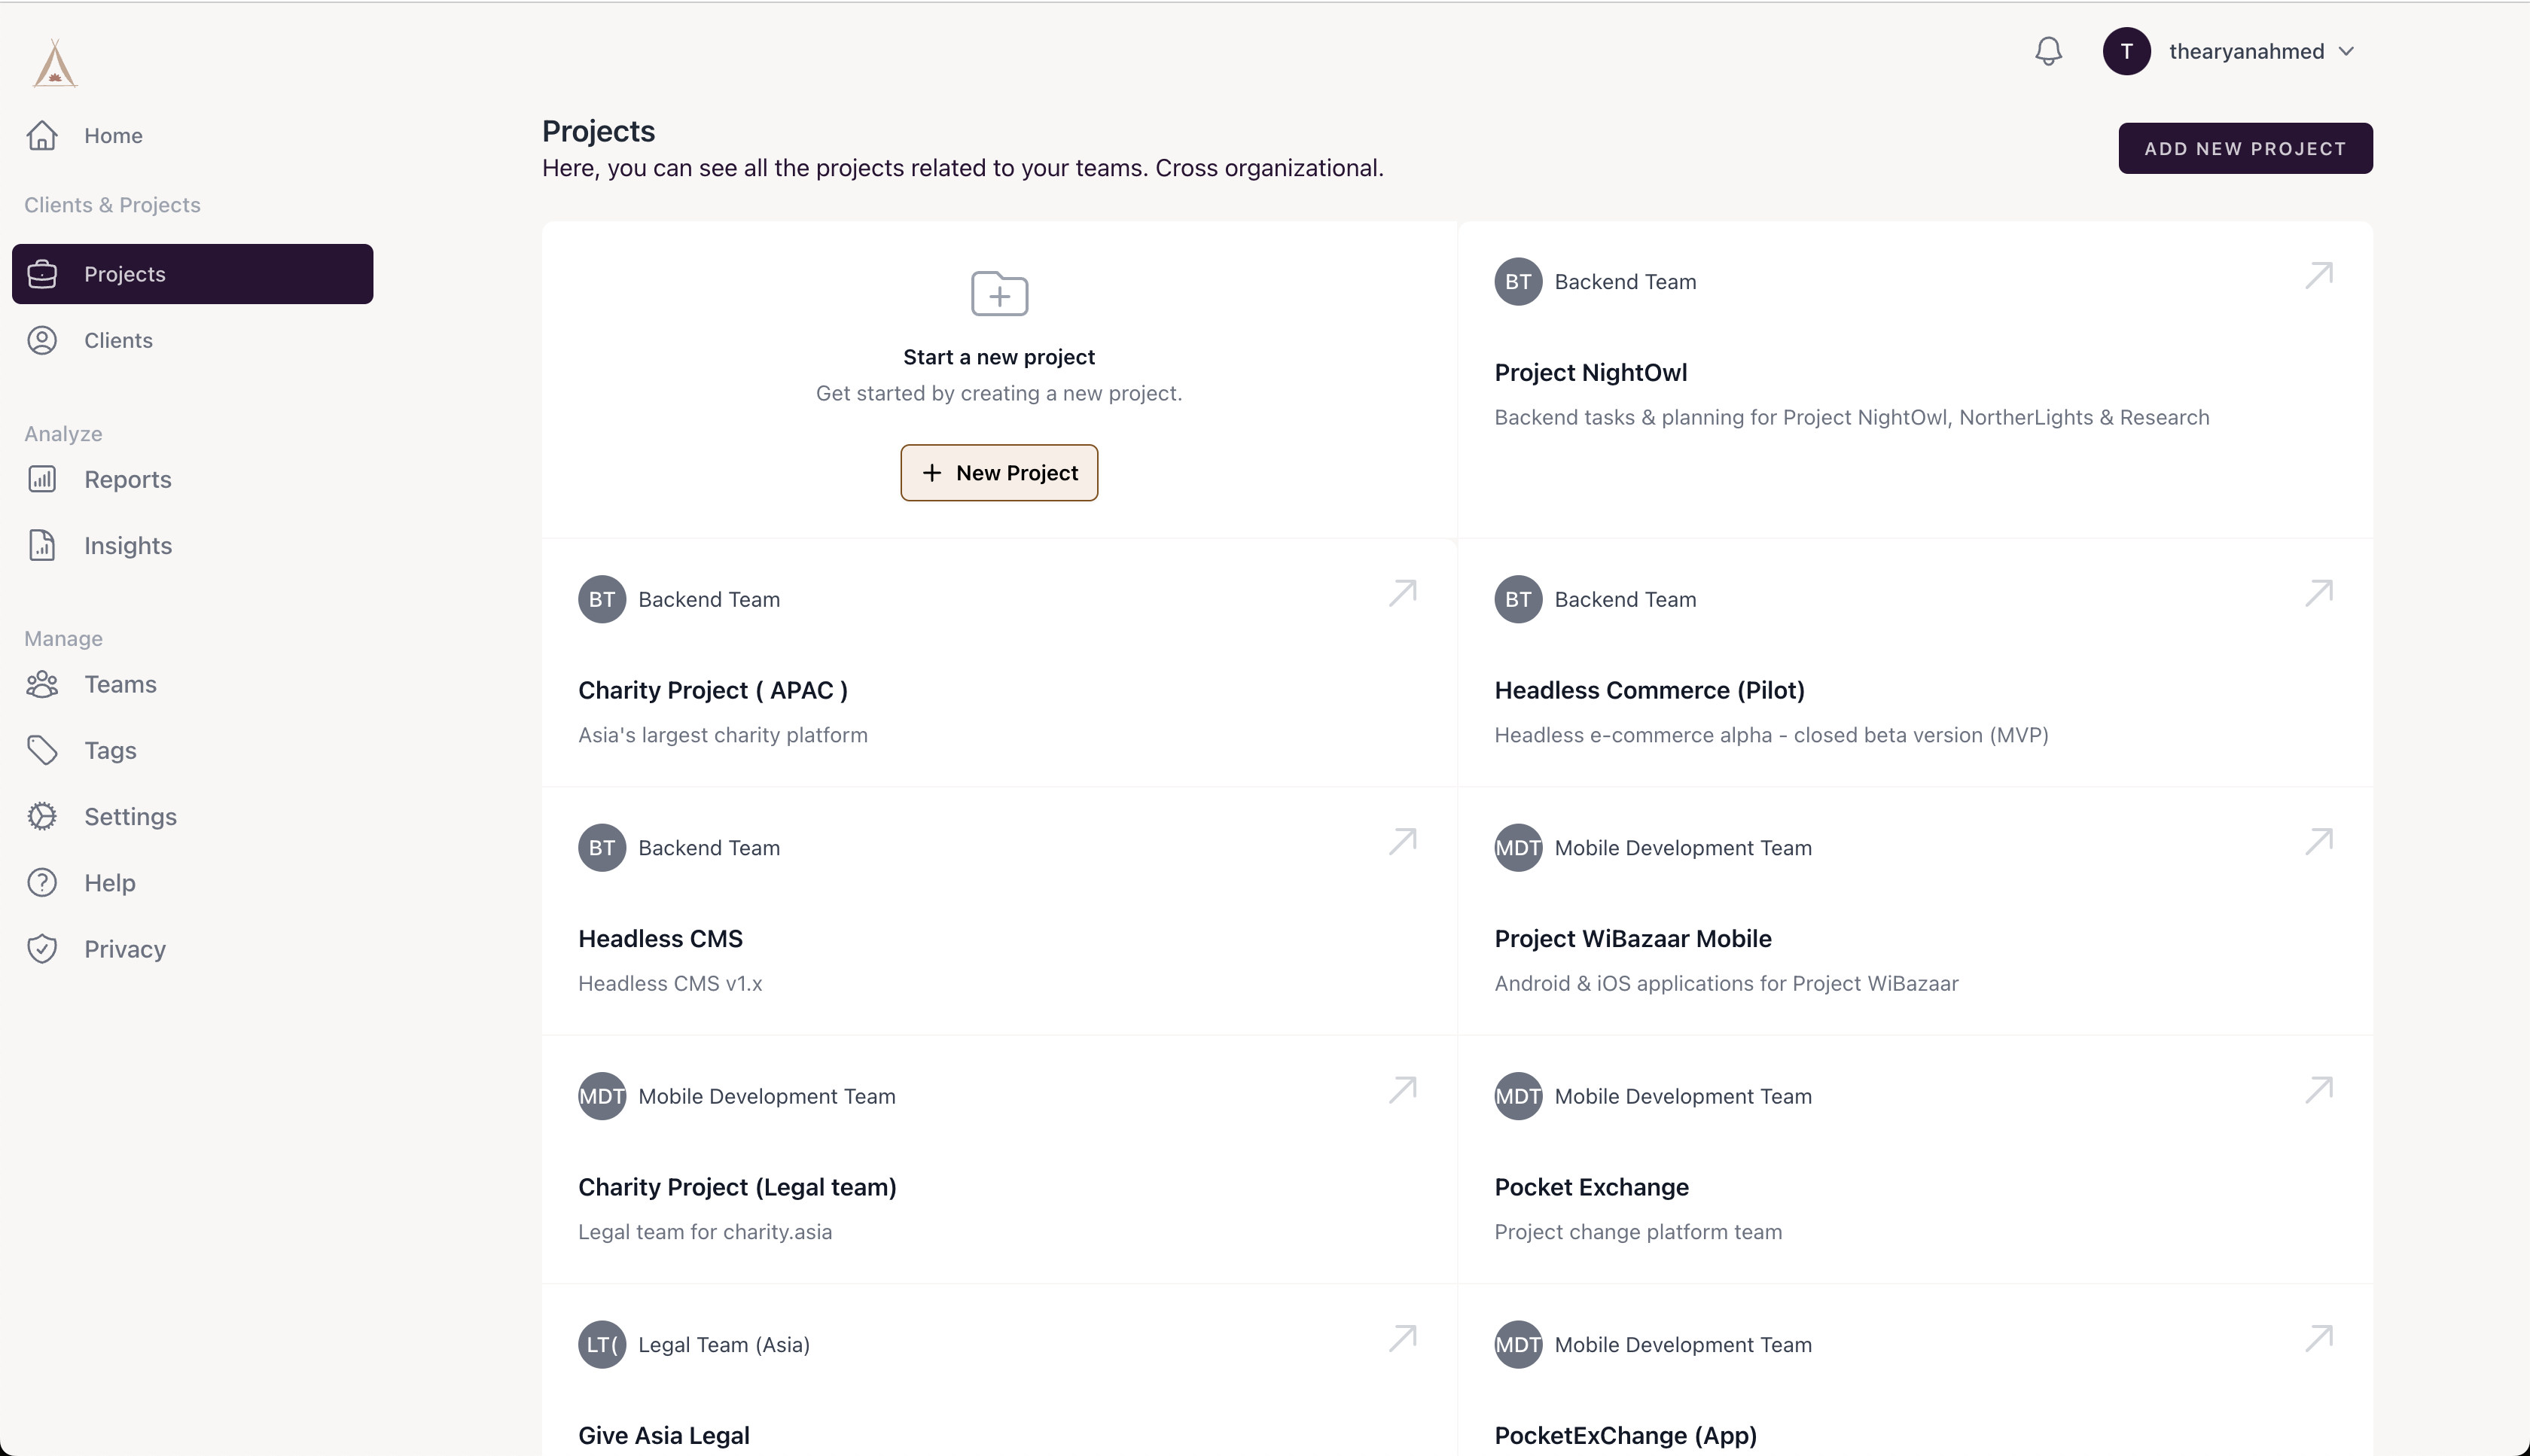 T thearyanahmed
Home
Clients & Projects
Projects
Clients
Analyze
Reports
Insights
Manage
Teams
Tags
Settings
Help
Privacy
Projects
Here, you can see all the projects related to your teams. Cross organizational.
ADD NEW PROJECT
Start a new project
Get started by creating a new project.
New Project
BT Backend Team
Project NightOwl
Backend tasks & planning for Project NightOwl, NortherLights & Research
BT Backend Team
Charity Project ( APAC )
Asia's largest charity platform
BT Backend Team
Headless Commerce (Pilot)
Headless e-commerce alpha - closed beta version (MVP)
BT Backend Team
Headless CMS
Headless CMS v1.x
MDT Mobile Development Team
Project WiBazaar Mobile
Android & iOS applications for Project WiBazaar
MDT Mobile Development Team
Charity Project (Legal team)
Legal team for charity.asia
MDT Mobile Development Team
Pocket Exchange
Project change platform team
LT( Legal Team (Asia)
Give Asia Legal
MDT Mobile Development Team
PocketExChange (App)